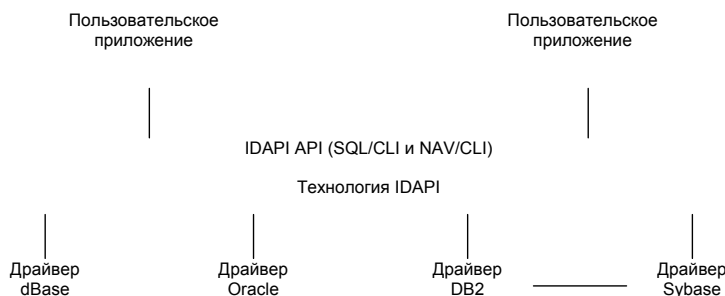 Пользовательское
приложение
Пользовательское
приложение
IDAPI API (SQL/CLI и NAV/CLI)
Технология IDAPI
Драйвер
dBase
Драйвер
Oracle
Драйвер
DB2
Драйвер
Sybase